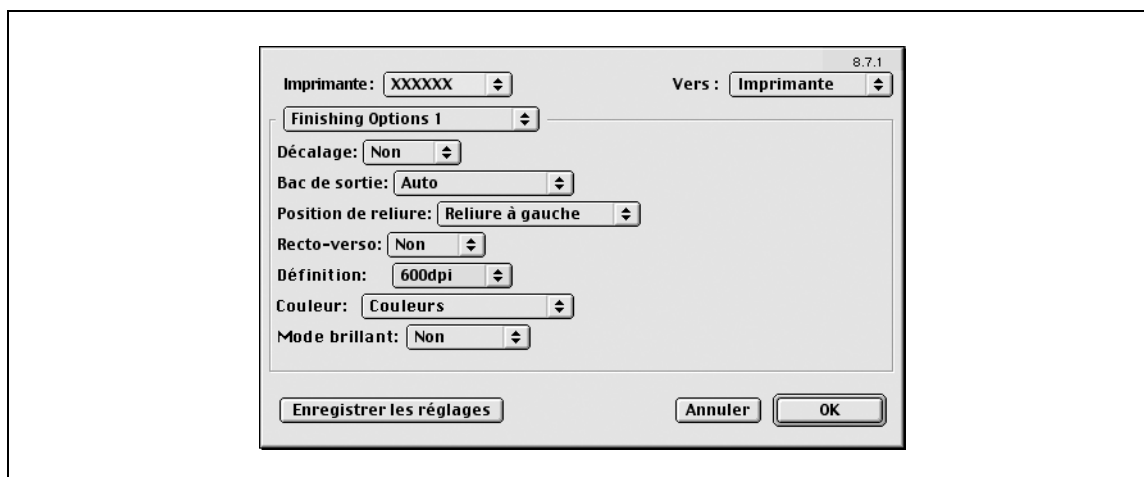 8.7.1
Imprimante: XXXXXX Vers : Imprimante
Finishing Options 1
Décalage: Non
Bac de sortie: Auto
Position de reliure: Reliure à gauche
Recto-verso: Non
Définition: 600dpi
Couleur: Couleurs
Mode brillant: Non
Enregistrer les réglages Annuler OK